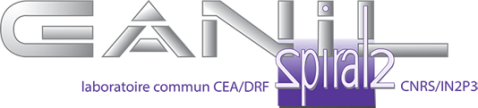 GANIL
spiral2
laboratoire commun CEA/DRF CNRS/IN2P3